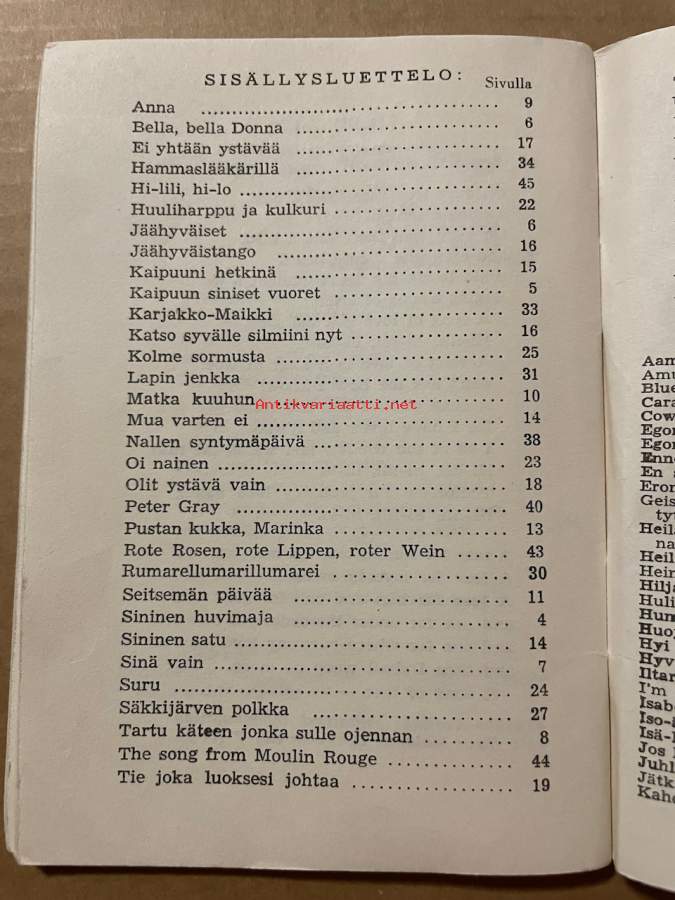 SISÄLLYSLUETTELO: Sivulla
Anna ........................................ 9
Bella, bella Donna ........................... 6
Ei yhtään ystävää ........................... 17
Hammaslääkärillä ........................... 34
Hi-lili, hi-lo ................................... 45
Huuliharppu ja kulkuri ...................... 22
Jäähyväiset ................................... 6
Jäähyväistango ............................. 16
Kaipuuni hetkinä ........................... 15
Kaipuun siniset vuoret ...................... 5
Karjakko-Maikki ........................... 33
Katso syvälle silmiini nyt .................... 16
Kolme sormusta ............................. 25
Lapin jenkka ................................ 31
Matka kuuhun ............................. 10
Antikvariaatti.net
Mua varten ei ............................... 14
Nallen syntymäpäivä ........................ 38
Oi nainen ................................... 23
Olit ystävä vain ............................. 18
Peter Gray ................................. 40
Pustan kukka, Marinka ...................... 13
Rote Rosen, rote Lippen, roter Wein ...... 43
Rumarellumarillumarei ...................... 30
Seitsemän päivää ........................... 11
Sininen huvimaja ........................... 4
Sininen satu ................................. 14
Sinä vain ................................... 7
Suru ........................................ 24
Säkkijärven polkka ........................ 27
Tartu käteen jonka sulle ojennan .......... 8
The song from Moulin Rouge ................ 44
Tie joka luoksesi johtaa .................... 19
En
I'm
Hyi
Jos